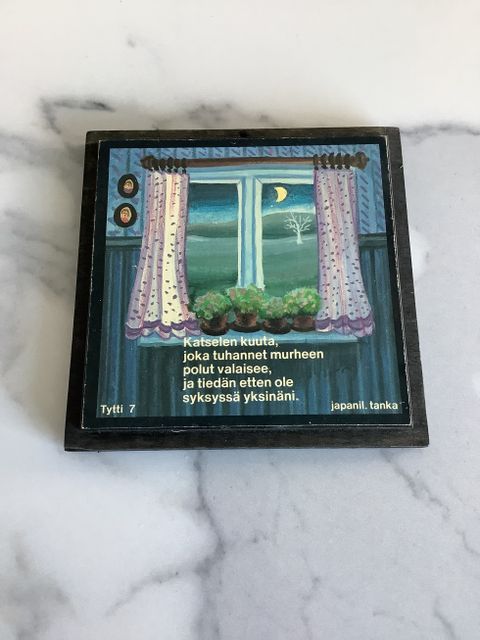 Katselen kuuta,
joka tuhannet murheen
polut valaisee,
ja tiedän etten ole
syksyssä yksinäni.
Tytti 7
japanil. tanka